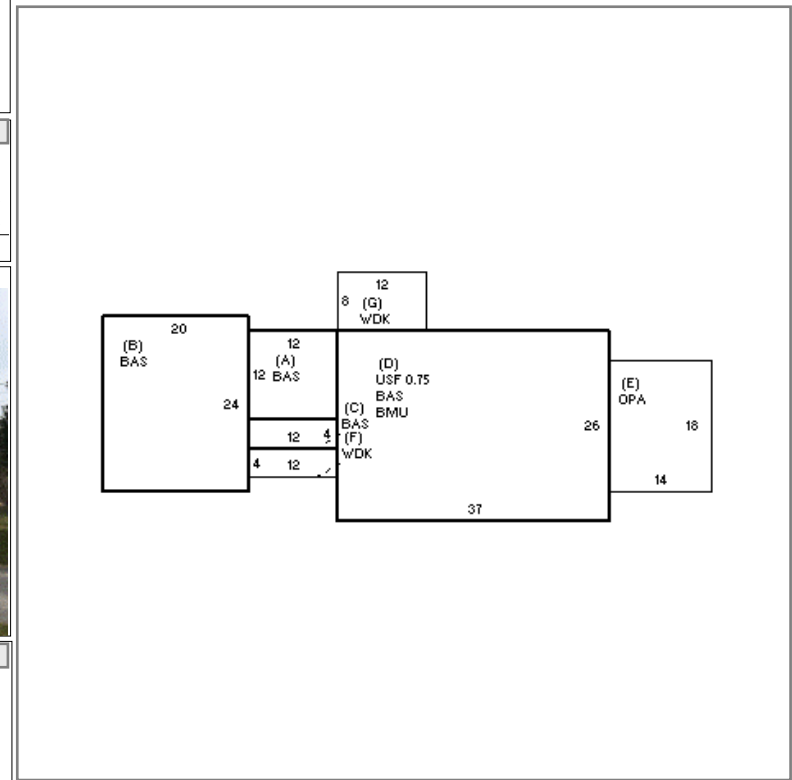 12
8 (G)
WDK
20
(B)
BAS
24
12
(A)
12 BAS
(D)
USF 0.75
BAS
BMU
(C)
BAS
12 4
(F)
WDK
4 12
26
37
(E)
OPA
18
14